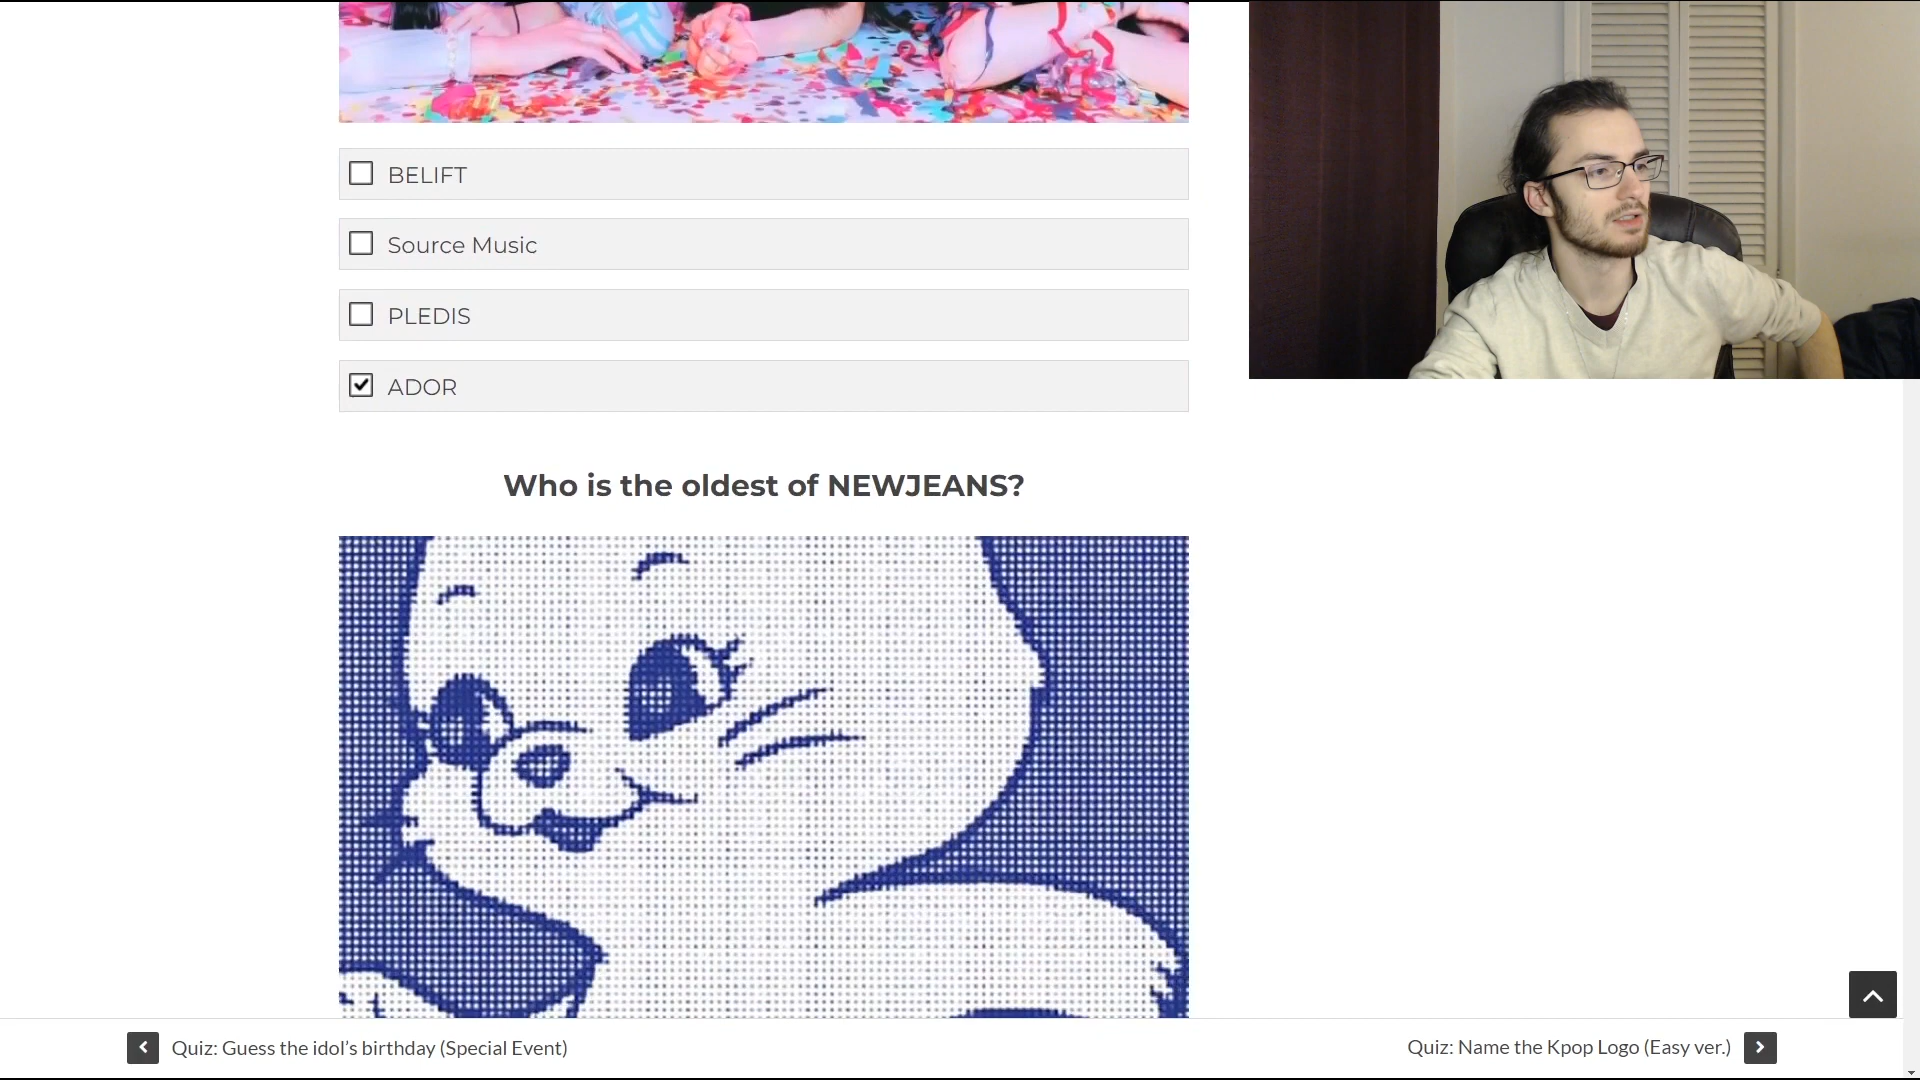 BELIFT
Source Music
PLEDIS
ADOR
Who is the oldest of NEWJEANS?
Quiz: Guess the idol’s birthday (Special Event)
Quiz: Name the Kpop Logo (Easy ver.)